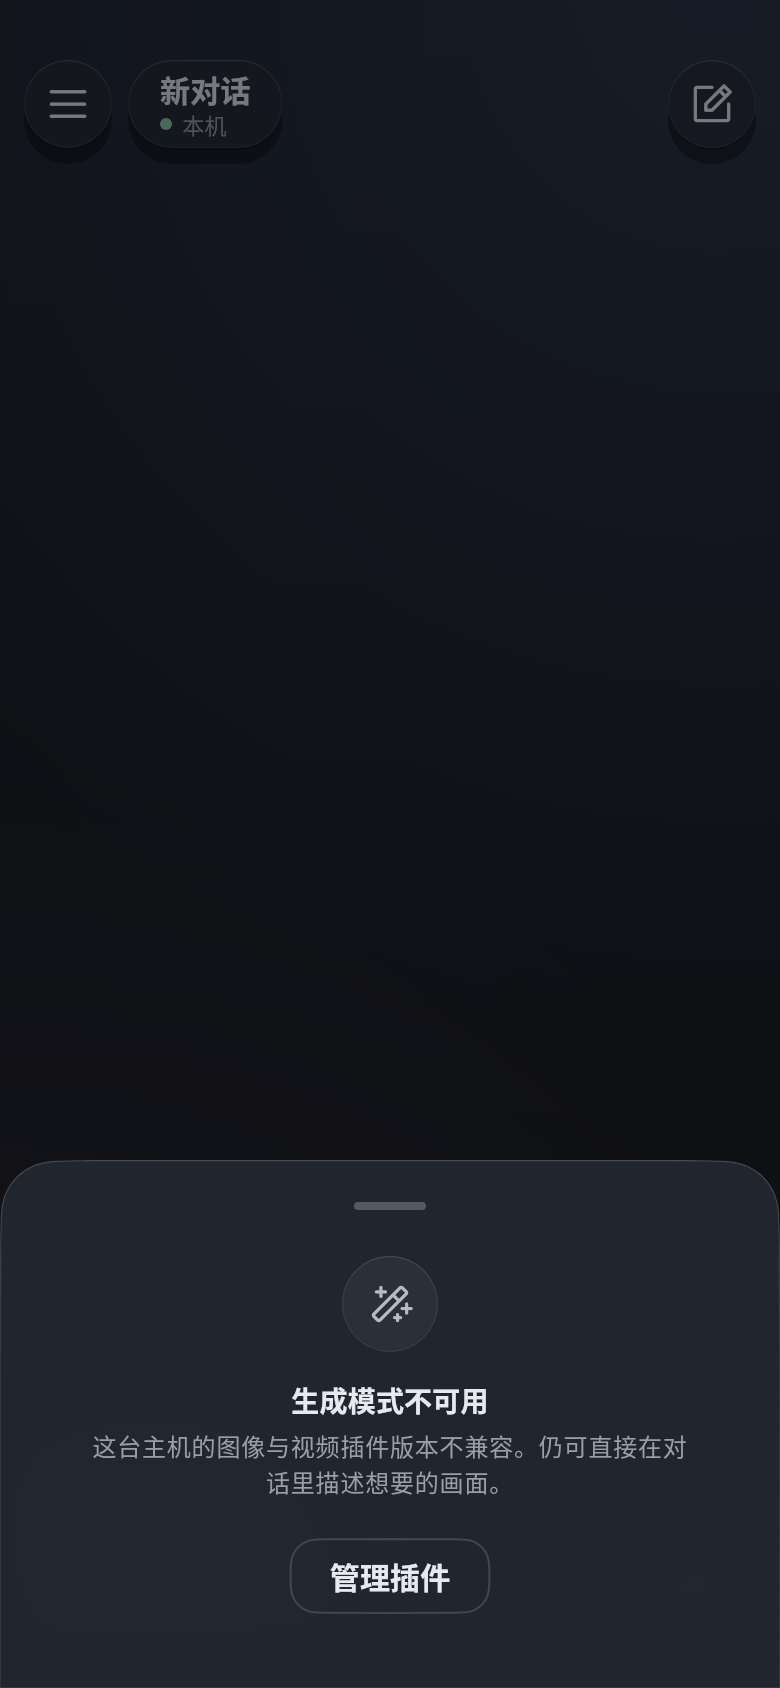 新对话
本机
生成模式不可用
这台主机的图像与视频插件版本不兼容。仍可直接在对
话里描述想要的画面。
管理插件